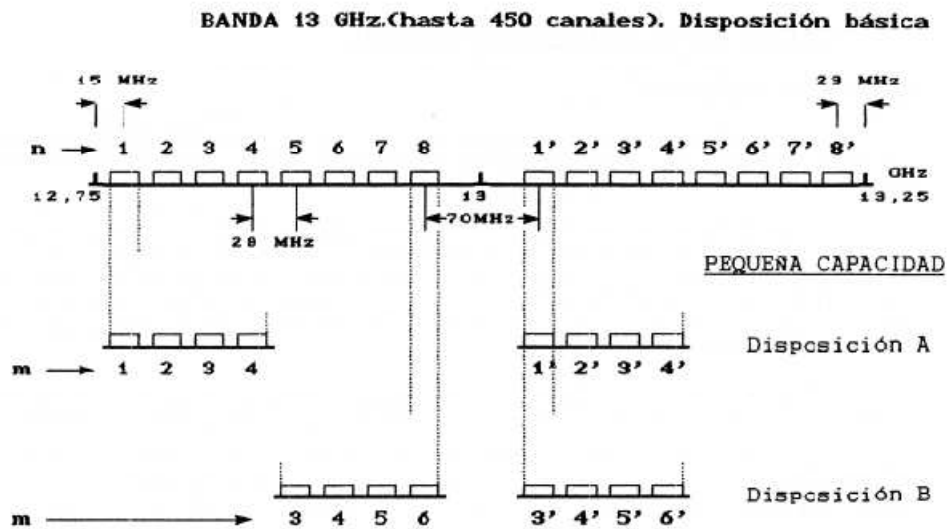 BANDA 13 GHz.(hasta 450 canales). Disposición básica
15 MHz 29 MHz
n 1 2 3 4 5 6 7 8 1' 2' 3' 4' 5' 6' 7' 8'
GHz
12,75 13 13,25
70MHz
28 MHz
PEQUEÑA CAPACIDAD
Disposición A
m 1 2 3 4 1' 2' 3' 4'
Disposición B
m 3 4 5 6 3' 4' 5' 6'